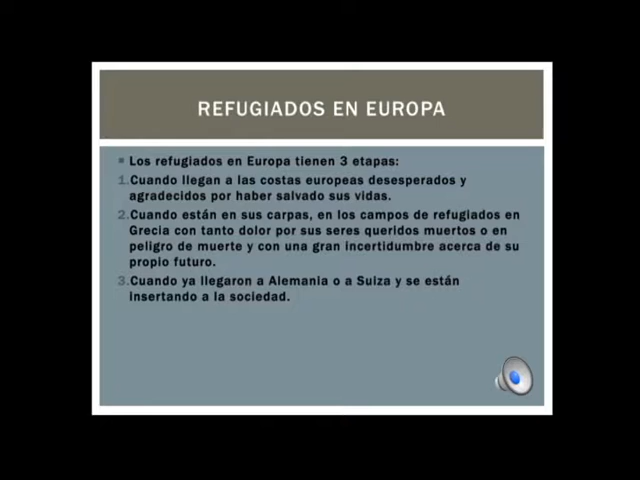 REFUGIADOS EN EUROPA
Los refugiados en Europa tienen 3 etapas:
1.Cuando llegan a las costas europeas desesperados y
agradecidos por haber salvado sus vidas.
2.Cuando están en sus carpas, en los campos de refugiados en
Grecia con tanto dolor por sus seres queridos muertos o en
peligro de muerte y con una gran incertidumbre acerca de su
propio futuro.
3.Cuando ya llegaron a Alemania o a Suiza y se están
insertando a la sociedad.